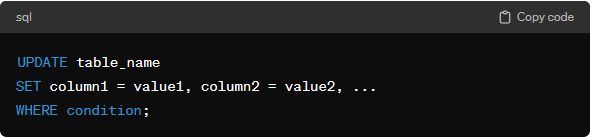 sql
Copy code
UPDATE table_name
SET column1 = value1, column2 = value2, ...
WHERE condition;